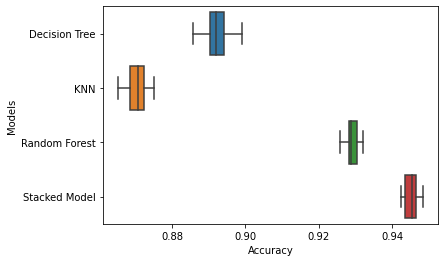 Decision Tree
KNN
Random Forest
Stacked Model
Models
0.88 0.90 0.92 0.94
Accuracy